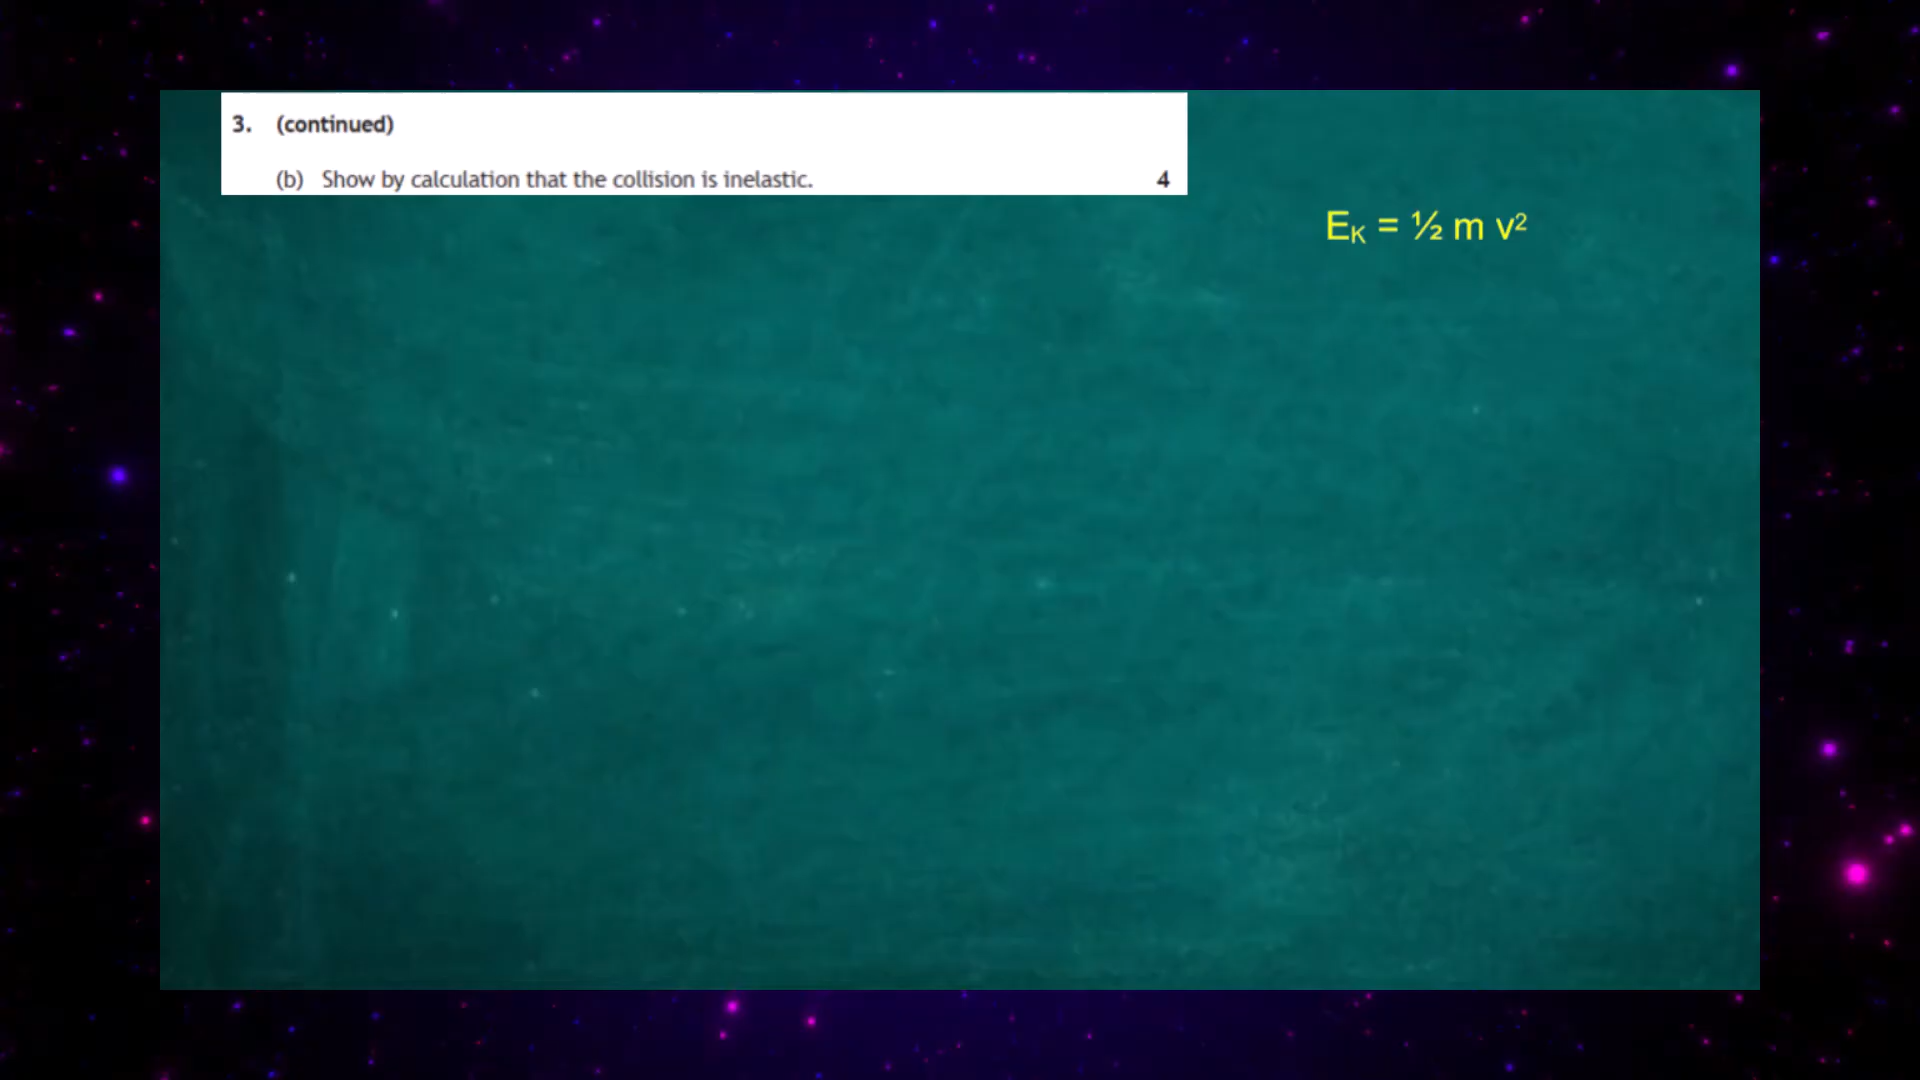 3. (continued)
(b) Show by calculation that the collision is inelastic. 4
Eₖ = ½ m v²